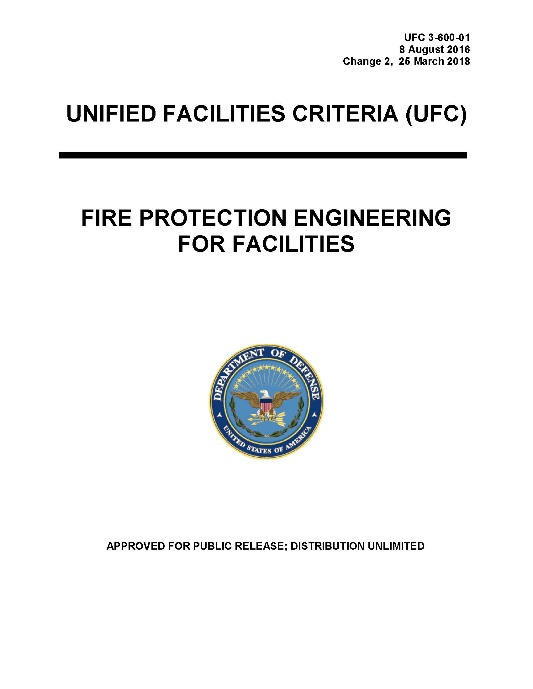 UFC 3-600-01
8 August 2016
Change 2,  25 March 2018
UNIFIED FACILITIES CRITERIA (UFC)
FIRE PROTECTION ENGINEERING
FOR FACILITIES
DEPARTMENT OF DEFENSE
UNITED STATES OF AMERICA
APPROVED FOR PUBLIC RELEASE; DISTRIBUTION UNLIMITED